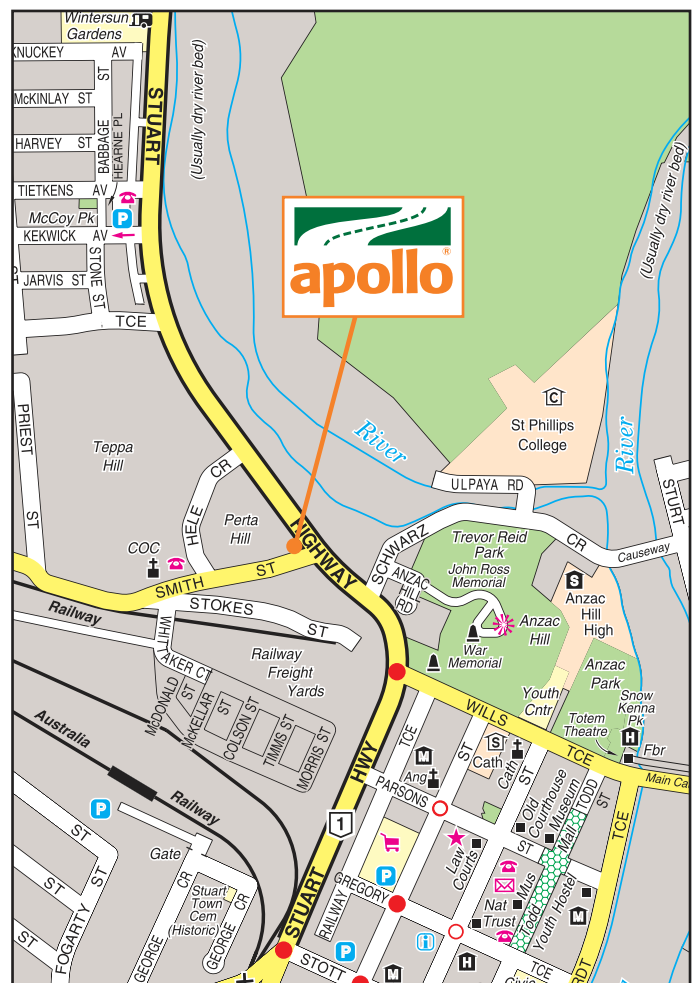 Wintersun
Gardens
KNUCKEY AV
ST
McKINLAY ST
BABBAGE
HEARNE PL
HARVEY ST
STUART
(Usually dry river bed)
(Usually dry river bed)
TIETKENS AV
McCoy Pk
P
KEKWICK AV
STONE ST
JARVIS ST
TCE
apollo®
PRIEST
ST
Teppa
Hill
River
River
C
St Phillips
College
ULPAYA RD
STURT
HELE CR
Perta
Hill
HIGHWAY
COC
SMITH ST
SCHWARZ
CR
Causeway
Trevor Reid
Park
John Ross
Memorial
ANZAC
HILL
RD
S
Anzac
Hill
High
Anzac
Hill
War
Memorial
Railway
STOKES
ST
WHITTAKER CT
Railway
Freight
Yards
McDONALD
ST
McKELLAR
ST
COLSON ST
TIMMS ST
MORRIS ST
Anzac
Park
Snow
Kenna
Pk
Youth
Cntr
Totem
Theatre
H
Fbr
WILLS
TCE
Main Ca
Australia
Railway
HWY
TCE
ST
M
S
Cath
Cath
ST
Ang
PARSONS
ST
Old
Courthouse
Museum
TODD
ST
Mall
TCE
P
1
Law
Courts
Gate
ST
ST
ST
FOGARTY
ST
GEORGE
CR
Stuart
Town
Cem
(Historic)
GEORGE
CR
STUART
P
GREGORY
RAILWAY
Nat
Trust
Mus
Todd
Youth Hostel
M
P
i
H
STOTT
M
TCE
Civic
RDT